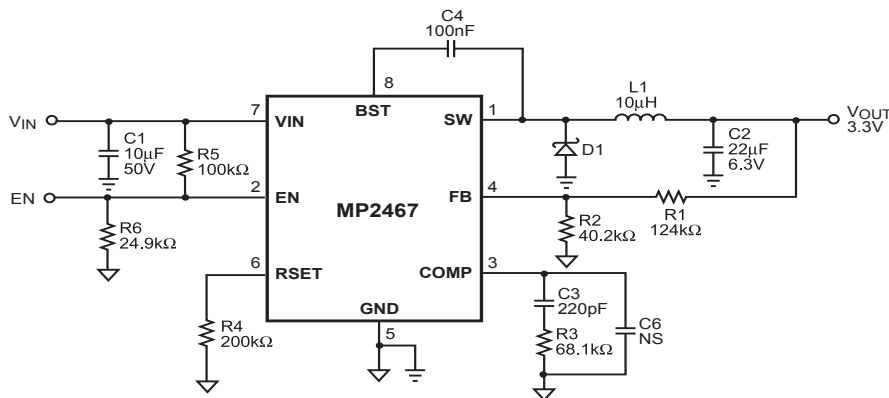 C4
100nF
8
BST
L1
10µH
VIN
7
VIN
SW
1
VOUT
3.3V
C1
10µF
50V
R5
100kΩ
D1
C2
22µF
6.3V
EN
2
EN
MP2467
FB
4
R1
124kΩ
R6
24.9kΩ
R2
40.2kΩ
6
RSET
COMP
3
R4
200kΩ
GND
5
C3
220pF
R3
68.1kΩ
C6
NS